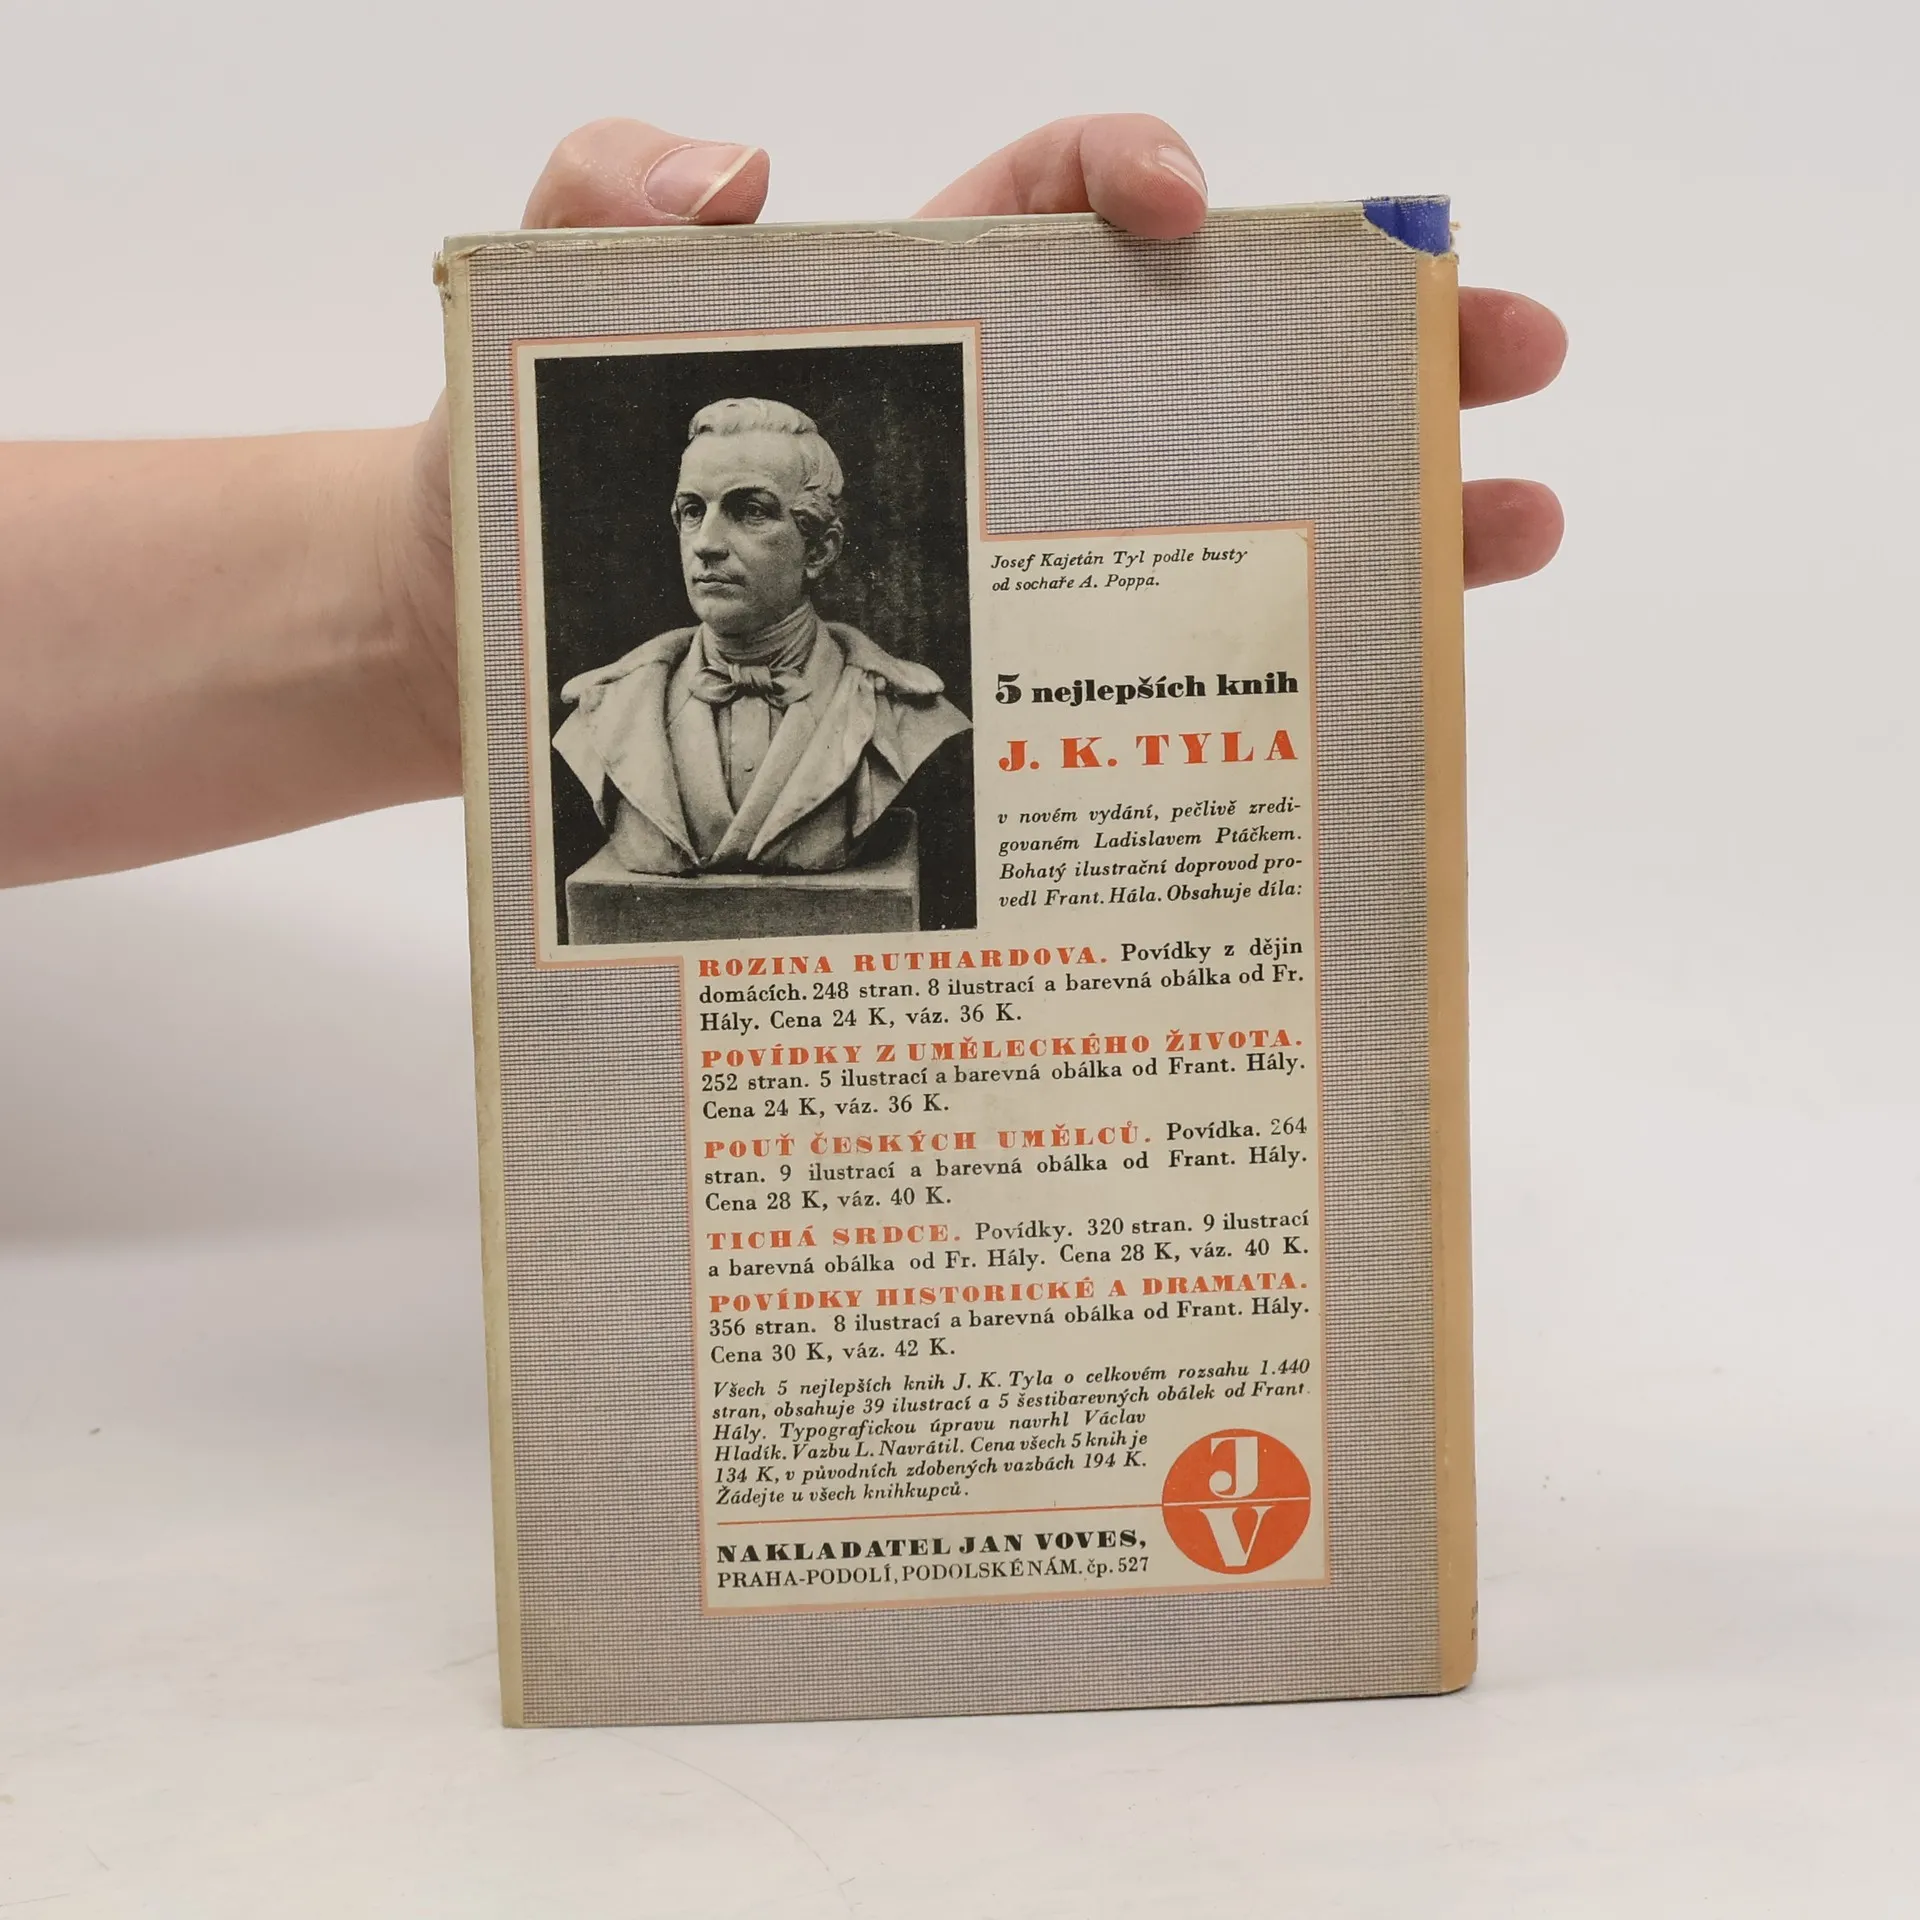 Josef Kajetán Tyl podle busty
od sochaře A. Poppa.
5 nejlepších knih
J. K. TYLA
v novém vydání, pečlivě zredi-
govaném Ladislavem Ptáčkem.
Bohatý ilustrační doprovod pro-
vedl Frant. Hála. Obsahuje díla:
ROZINA RUTHARDOVA. Povídky z dějin
domácích. 248 stran. 8 ilustrací a barevná obálka od Fr.
Hály. Cena 24 K, váz. 36 K.
POVÍDKY Z UMĚLECKÉHO ŽIVOTA.
252 stran. 5 ilustrací a barevná obálka od Frant. Hály.
Cena 24 K, váz. 36 K.
POUŤ ČESKÝCH UMĚLCŮ. Povídka. 264
stran. 9 ilustrací a barevná obálka od Frant. Hály.
Cena 28 K, váz. 40 K.
TICHÁ SRDCE. Povídky. 320 stran. 9 ilustrací
a barevná obálka od Fr. Hály. Cena 28 K, váz. 40 K.
POVÍDKY HISTORICKÉ A DRAMATA.
356 stran. 8 ilustrací a barevná obálka od Frant. Hály.
Cena 30 K, váz. 42 K.
Všech 5 nejlepších knih J. K. Tyla o celkovém rozsahu 1.440
stran, obsahuje 39 ilustrací a 5 šestibarevných obálek od Frant.
Hály. Typografickou úpravu navrhl Václav
Hladík. Vazbu L. Navrátil. Cena všech 5 knih je
134 K, v původních zdobených vazbách 194 K.
Žádejte u všech knihkupců.
J
V
NAKLADATEL JAN VOVES,
PRAHA-PODOLÍ, PODOLSKÉ NÁM. čp. 527